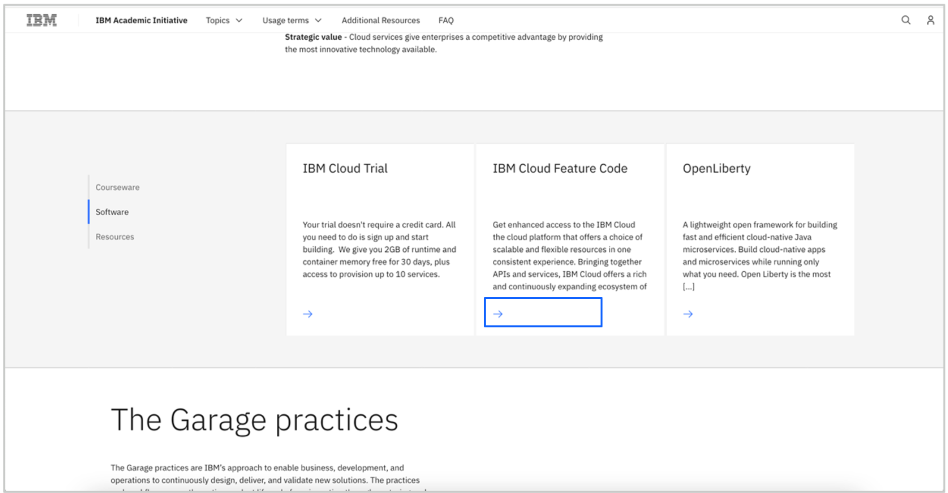 IBM IBM Academic Initiative Topics Usage terms Additional Resources FAQ
Strategic value - Cloud services give enterprises a competitive advantage by providing
the most innovative technology available.
Courseware
Software
Resources
IBM Cloud Trial
Your trial doesn't require a credit card. All
you need to do is sign up and start
building. We give you 2GB of runtime and
container memory free for 30 days, plus
access to provision up to 10 services.
IBM Cloud Feature Code
Get enhanced access to the IBM Cloud
the cloud platform that offers a choice of
scalable and flexible resources in one
consistent experience. Bringing together
APIs and services, IBM Cloud offers a rich
and continuously expanding ecosystem of
OpenLiberty
A lightweight open framework for building
fast and efficient cloud-native Java
microservices. Build cloud-native apps
and microservices while running only
what you need. Open Liberty is the most
[...]
The Garage practices
The Garage practices are IBM's approach to enable business, development, and
operations to continuously design, deliver, and validate new solutions. The practices